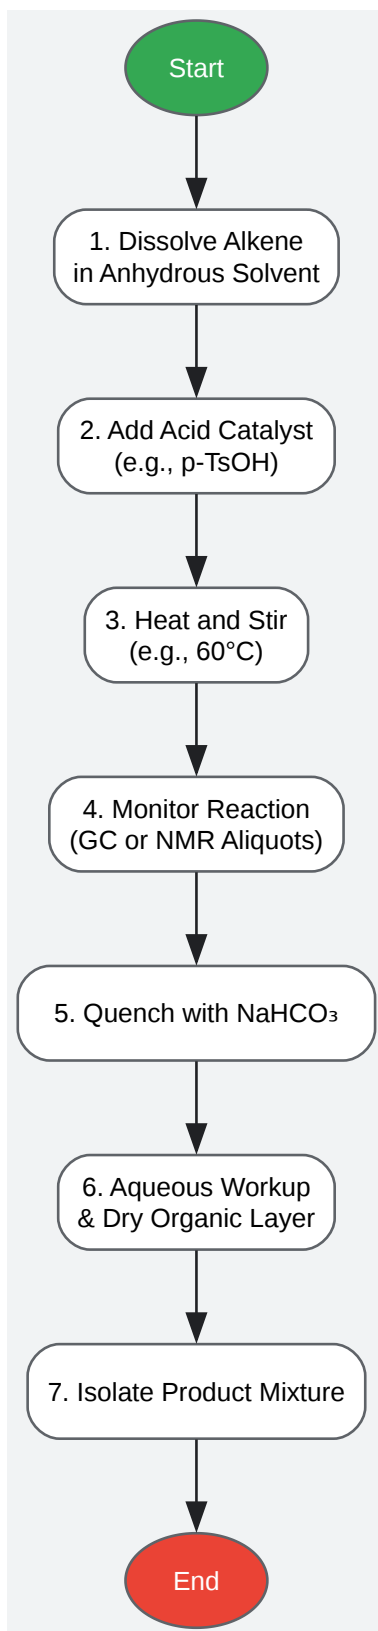 Start
1. Dissolve Alkene
in Anhydrous Solvent
2. Add Acid Catalyst
(e.g., p-TsOH)
3. Heat and Stir
(e.g., 60°C)
4. Monitor Reaction
(GC or NMR Aliquots)
5. Quench with NaHCO₃
6. Aqueous Workup
& Dry Organic Layer
7. Isolate Product Mixture
End